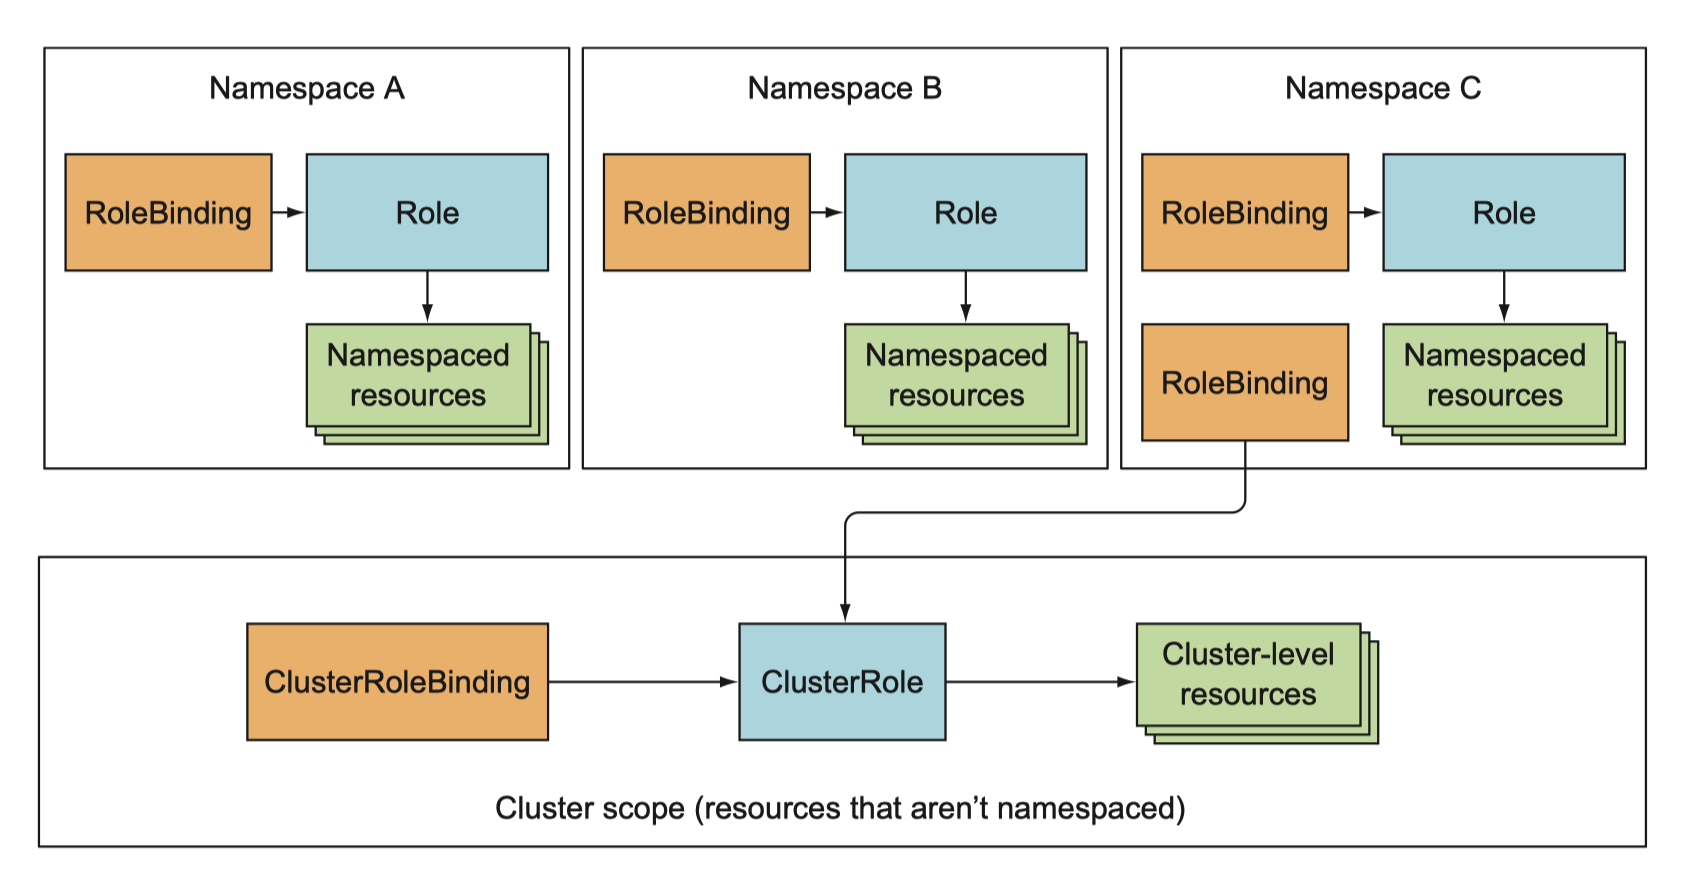 Namespace A
RoleBinding
Role
Namespaced
resources
Namespace B
RoleBinding
Role
Namespaced
resources
Namespace C
RoleBinding
Role
RoleBinding
Namespaced
resources
ClusterRoleBinding
ClusterRole
Cluster-level
resources
Cluster scope (resources that aren’t namespaced)